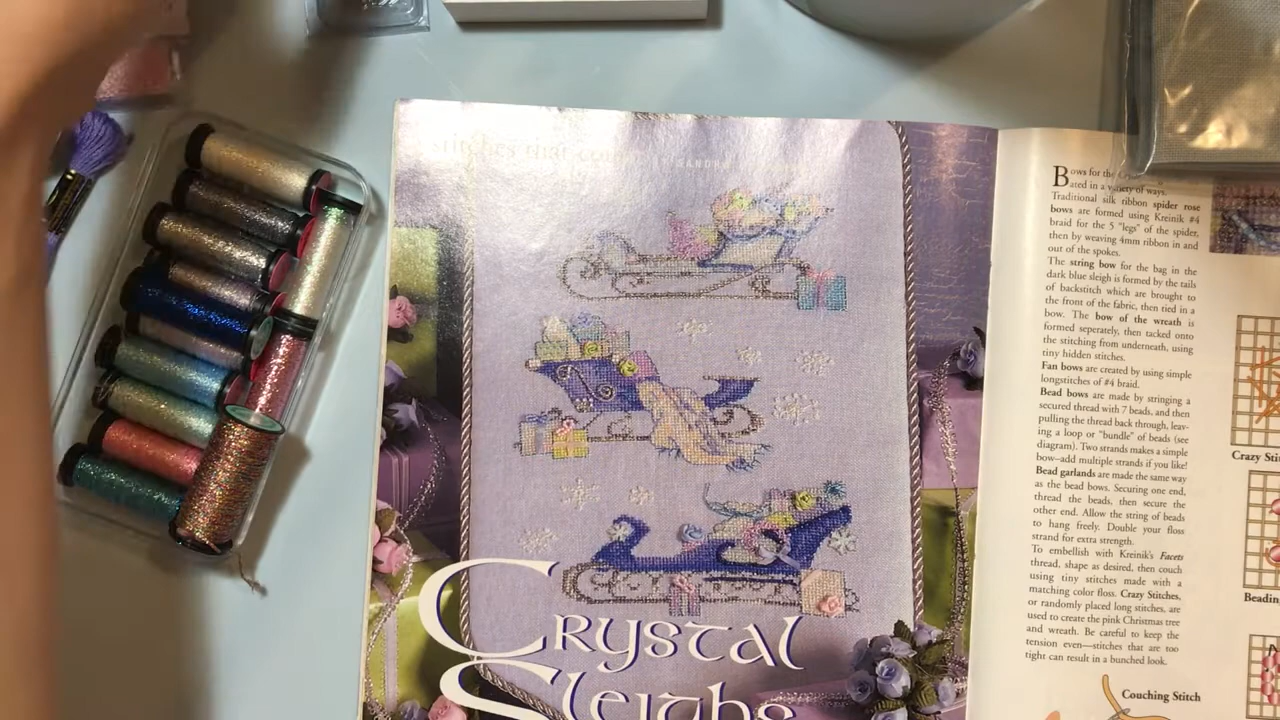 stitches that
SANDR
CRYSTAL
Sleighs
Bows for the
ated in a variety of ways.
Traditional silk ribbon spider rose
bows are formed using Kreinik #4
braid for the 5 "legs" of the spider,
then by weaving 4mm ribbon in and
out of the spokes.
The string bow for the bag in the
dark blue sleigh is formed by the tails
of backstitch which are brought to
the front of the fabric, then tied in a
bow. The bow of the wreath is
formed seperately, then tacked onto
the stitching from underneath, using
tiny hidden stitches.
Fan bows are created by using simple
longstitches of #4 braid.
Bead bows are made by stringing a
secured thread with 7 beads, and then
pulling the thread back through, leav-
ing a loop or "bundle" of beads (see
diagram). Two strands makes a simple
bow–add multiple strands if you like!
Bead garlands are made the same way
as the bead bows. Securing one end,
thread the beads, then secure the
other end. Allow the string of beads
to hang freely. Double your floss
strand for extra strength.
To embellish with Kreinik's Facets
thread, shape as desired, then couch
using tiny stitches made with a
matching color floss. Crazy Stitches,
or randomly placed long stitches, are
used to create the pink Christmas tree
and wreath. Be careful to keep the
tension even—stitches that are too
tight can result in a bunched look.
Couching Stitch
Crazy Stit
Beading